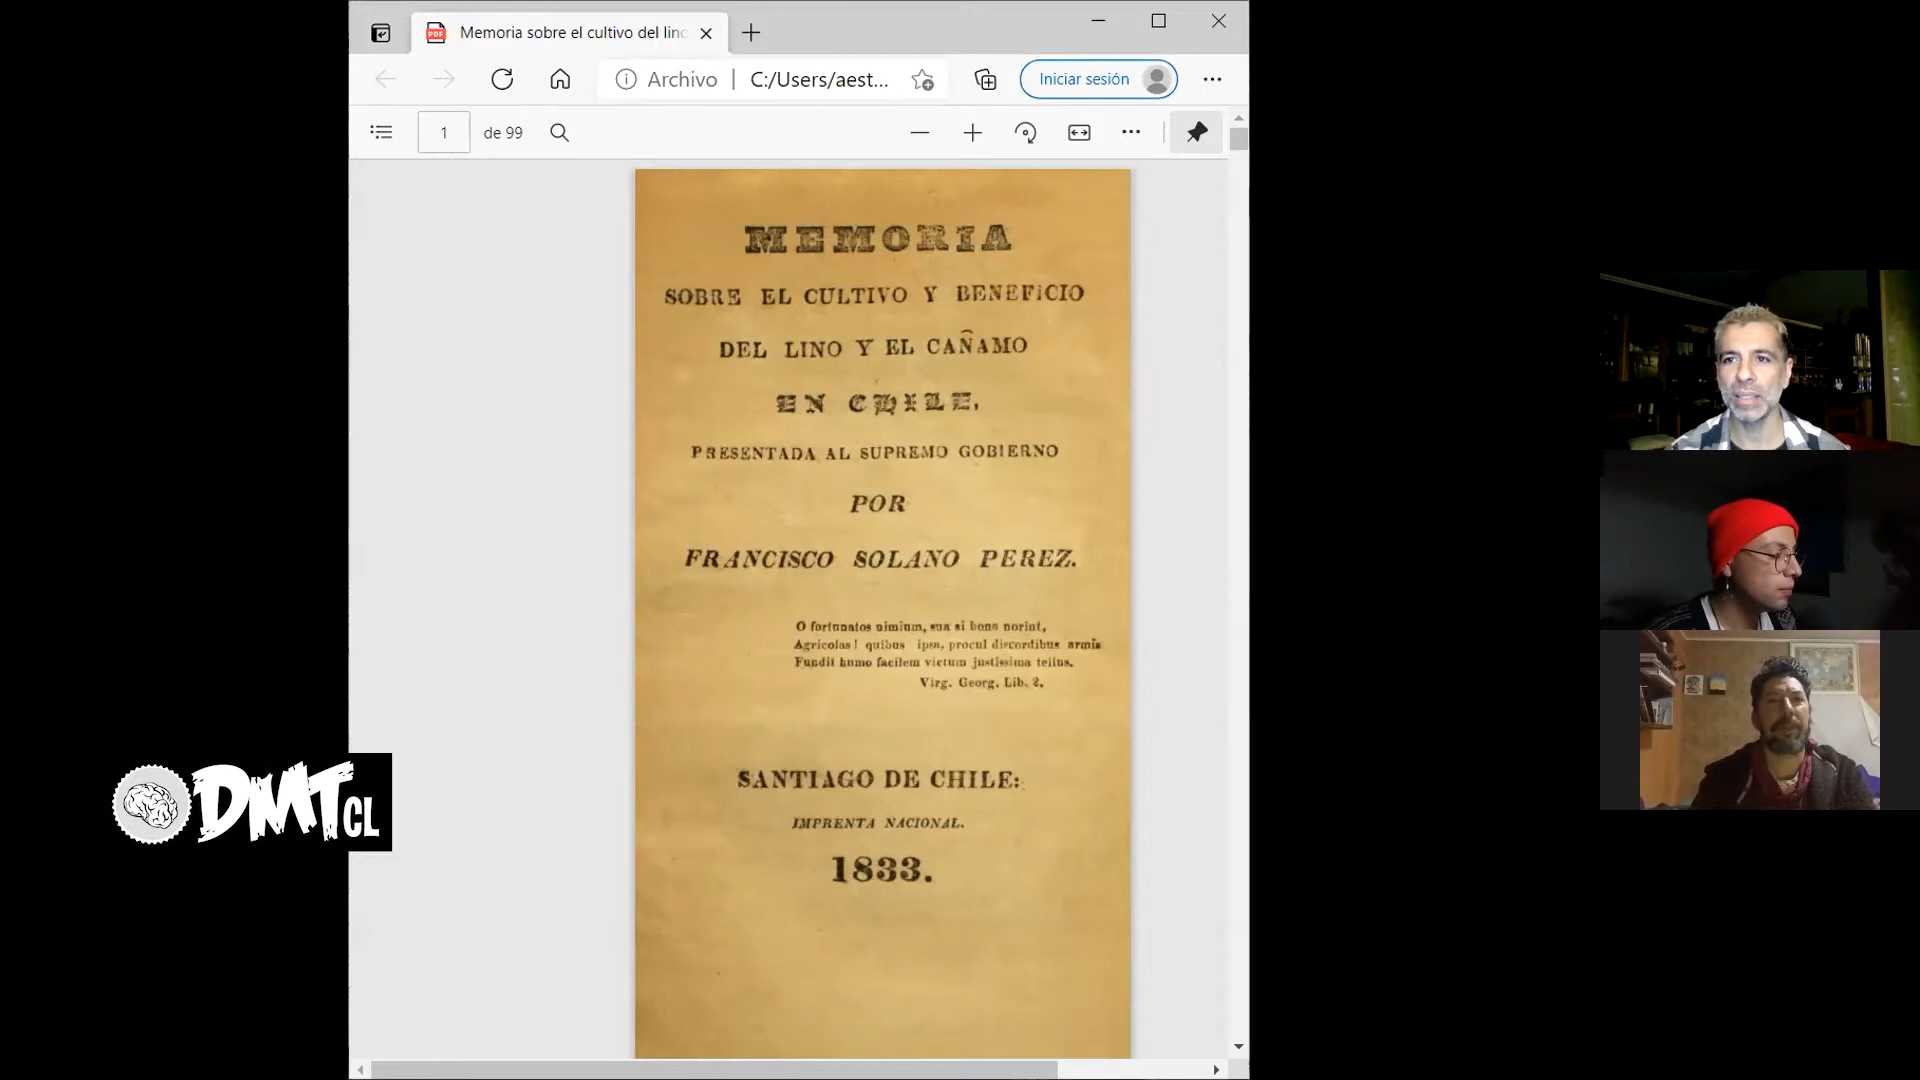 Memoria sobre el cultivo del linc
Archivo | C:/Users/aest...
Iniciar sesión
1 de 99
MEMORIA
SOBRE EL CULTIVO Y BENEFICIO
DEL LINO Y EL CAÑAMO
EN CHILE,
PRESENTADA AL SUPREMO GOBIERNO
POR
FRANCISCO SOLANO PEREZ.
O fortunatos nimium, sua si bona norint,
Agricolas! quibus ipsa, procul discordibus armis
Fundit humo facilem victum justissima tellus.
Virg. Georg. Lib. 2.
SANTIAGO DE CHILE:
IMPRENTA NACIONAL.
1833.
DMT CL